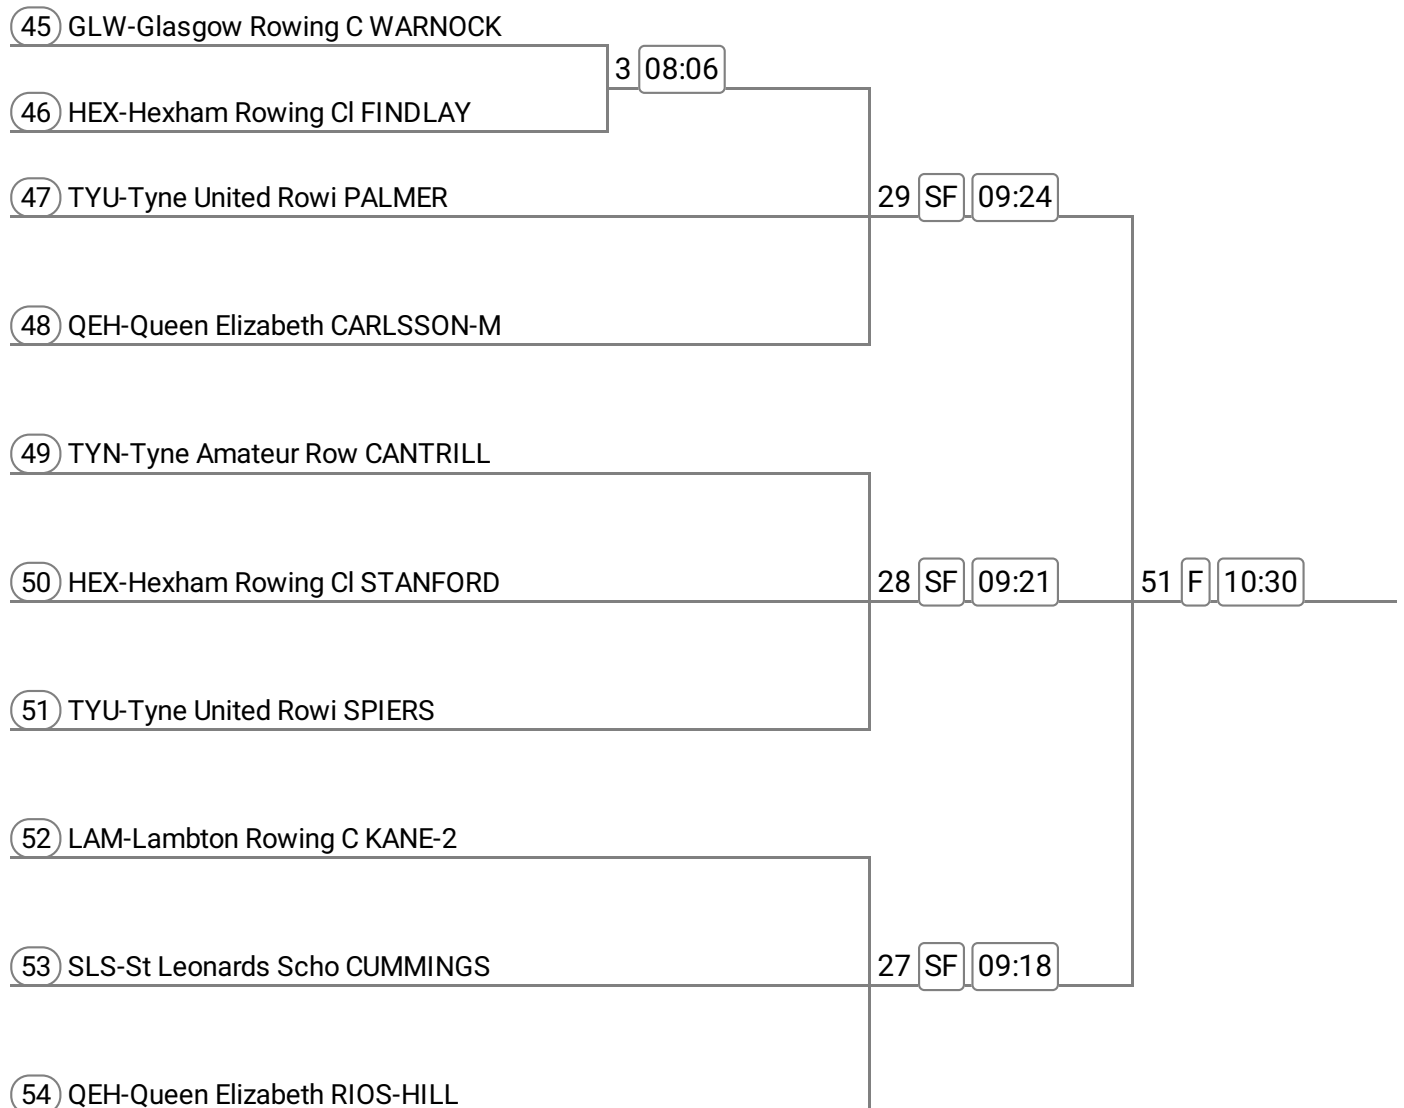 45 GLW-Glasgow Rowing C WARNOCK
3 08:06
46 HEX-Hexham Rowing Cl FINDLAY
47 TYU-Tyne United Rowi PALMER
29 SF 09:24
48 QEH-Queen Elizabeth CARLSSON-M
49 TYN-Tyne Amateur Row CANTRILL
50 HEX-Hexham Rowing Cl STANFORD
28 SF 09:21
51 F 10:30
51 TYU-Tyne United Rowi SPIERS
52 LAM-Lambton Rowing C KANE-2
53 SLS-St Leonards Scho CUMMINGS
27 SF 09:18
54 QEH-Queen Elizabeth RIOS-HILL